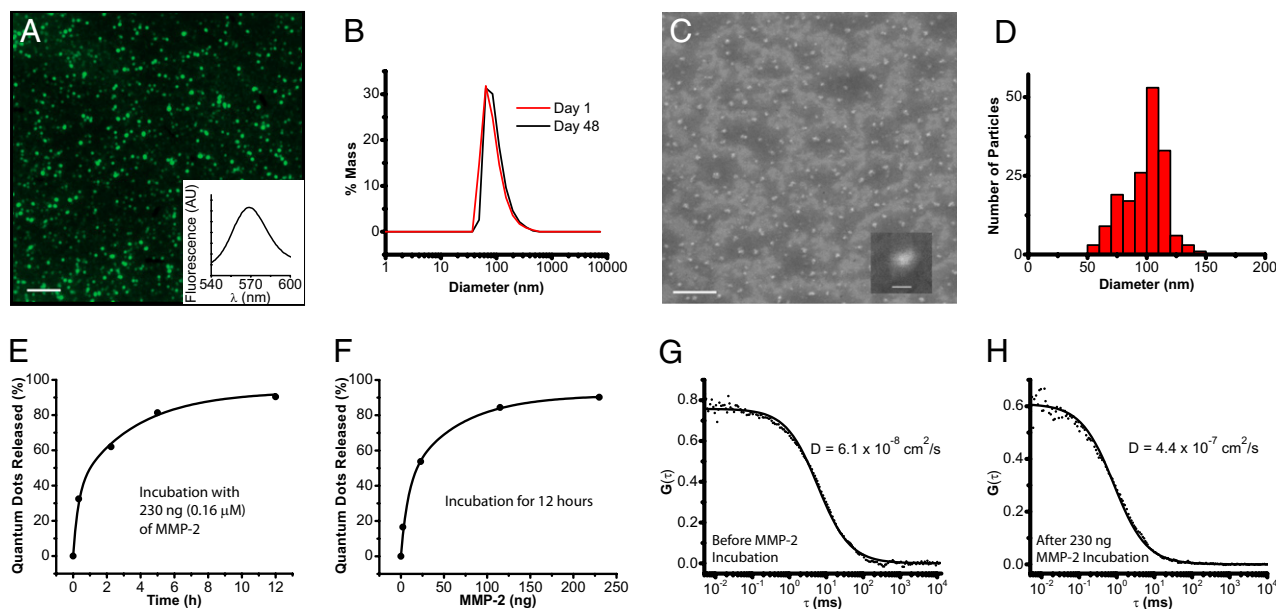 A
Fluorescence (AU)
540 570 600
λ (nm)
B
% Mass
30
20
10
0
Day 1
Day 48
1 10 100 1000 10000
Diameter (nm)
C
D
Number of Particles
50
25
0
0 50 100 150 200
Diameter (nm)
E
Quantum Dots Released (%)
100
80
60
40
20
0
Incubation with
230 ng (0.16 μM)
of MMP-2
0 2 4 6 8 10 12
Time (h)
F
Quantum Dots Released (%)
100
80
60
40
20
0
Incubation for 12 hours
0 50 100 150 200 250
MMP-2 (ng)
G
G(τ)
0.8
0.6
0.4
0.2
0.0
D = 6.1 x 10⁻⁸ cm²/s
Before MMP-2
Incubation
10⁻² 10⁻¹ 10⁰ 10¹ 10² 10³ 10⁴
τ (ms)
H
G(τ)
0.6
0.4
0.2
0.0
D = 4.4 x 10⁻⁷ cm²/s
After 230 ng
MMP-2 Incubation
10⁻² 10⁻¹ 10⁰ 10¹ 10² 10³ 10⁴
τ (ms)